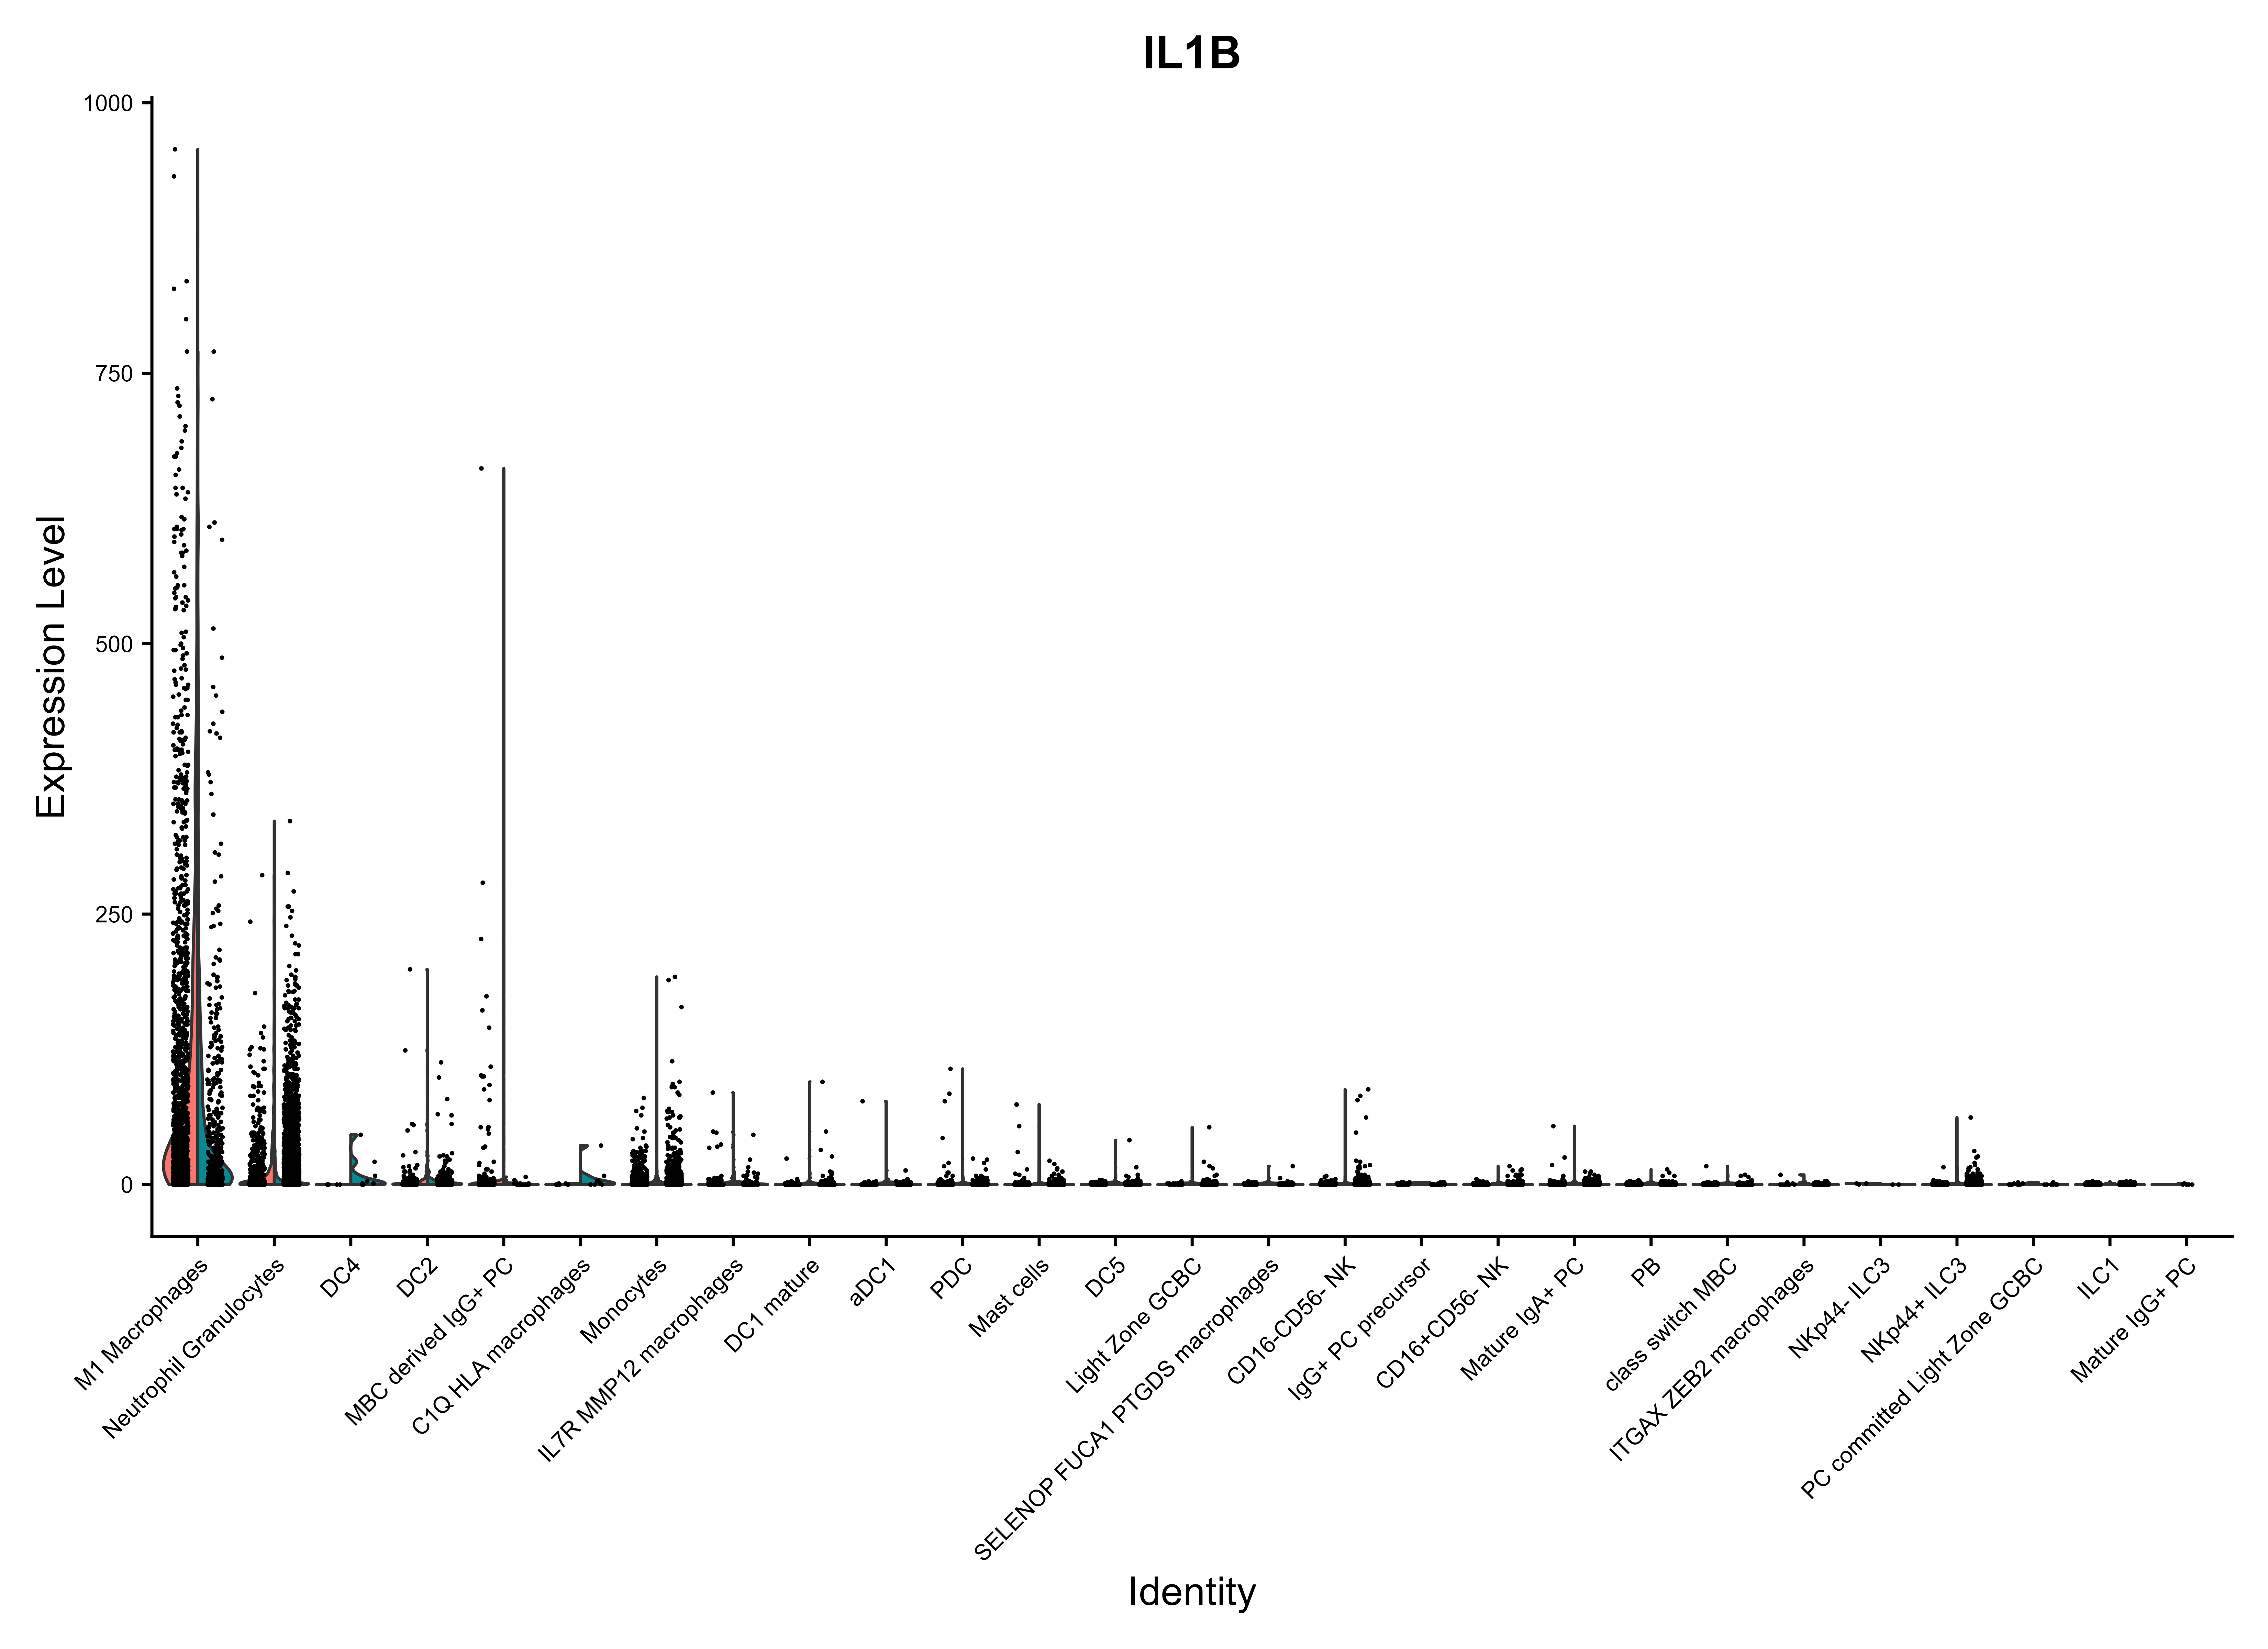 IL1B
Expression Level
1000
750
500
250
0
M1 Macrophages
Neutrophil Granulocytes
DC4
DC2
MBC derived IgG+ PC
C1Q HLA macrophages
Monocytes
IL7R MMP12 macrophages
DC1 mature
aDC1
PDC
Mast cells
DC5
Light Zone GCBC
SELENOP FUCA1 PTGDS macrophages
CD16-CD56- NK
IgG+ PC precursor
CD16+CD56- NK
Mature IgA+ PC
PB
class switch MBC
ITGAX ZEB2 macrophages
NKp44- ILC3
NKp44+ ILC3
PC committed Light Zone GCBC
ILC1
Mature IgG+ PC
Identity